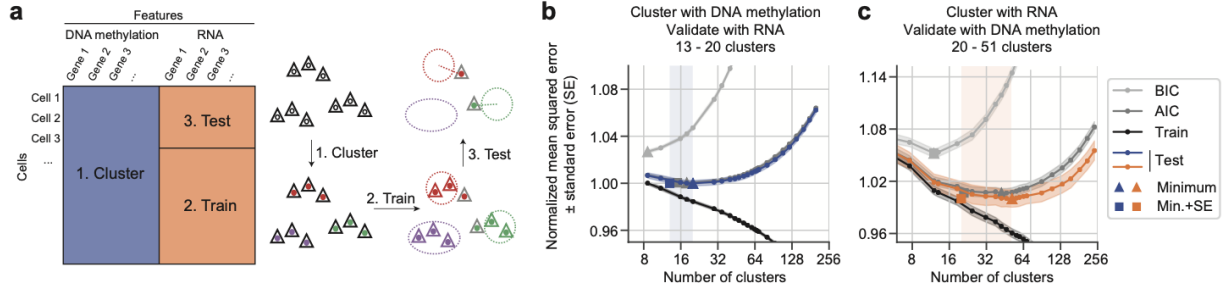 a
Features
DNA methylation RNA
Gene 1 Gene 2 Gene 3 ... Gene 1 Gene 2 Gene 3 ...
Cells
Cell 1
Cell 2
Cell 3
...
1. Cluster
3. Test
2. Train
1. Cluster
2. Train
3. Test
b
Cluster with DNA methylation
Validate with RNA
13 - 20 clusters
Normalized mean squared error
± standard error (SE)
1.08
1.04
1.00
0.96
8 16 32 64 128 256
Number of clusters
c
Cluster with RNA
Validate with DNA methylation
20 - 51 clusters
1.14
1.08
1.02
0.96
8 16 32 64 128 256
Number of clusters
BIC
AIC
Train
Test
Minimum
Min.+SE